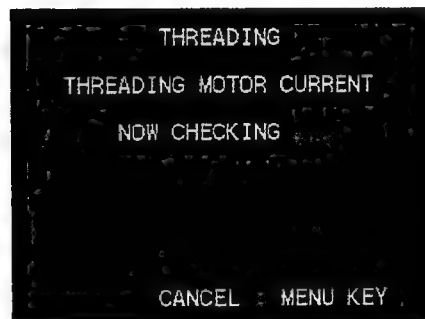 THREADING
THREADING MOTOR CURRENT
NOW CHECKING
CANCEL : MENU KEY